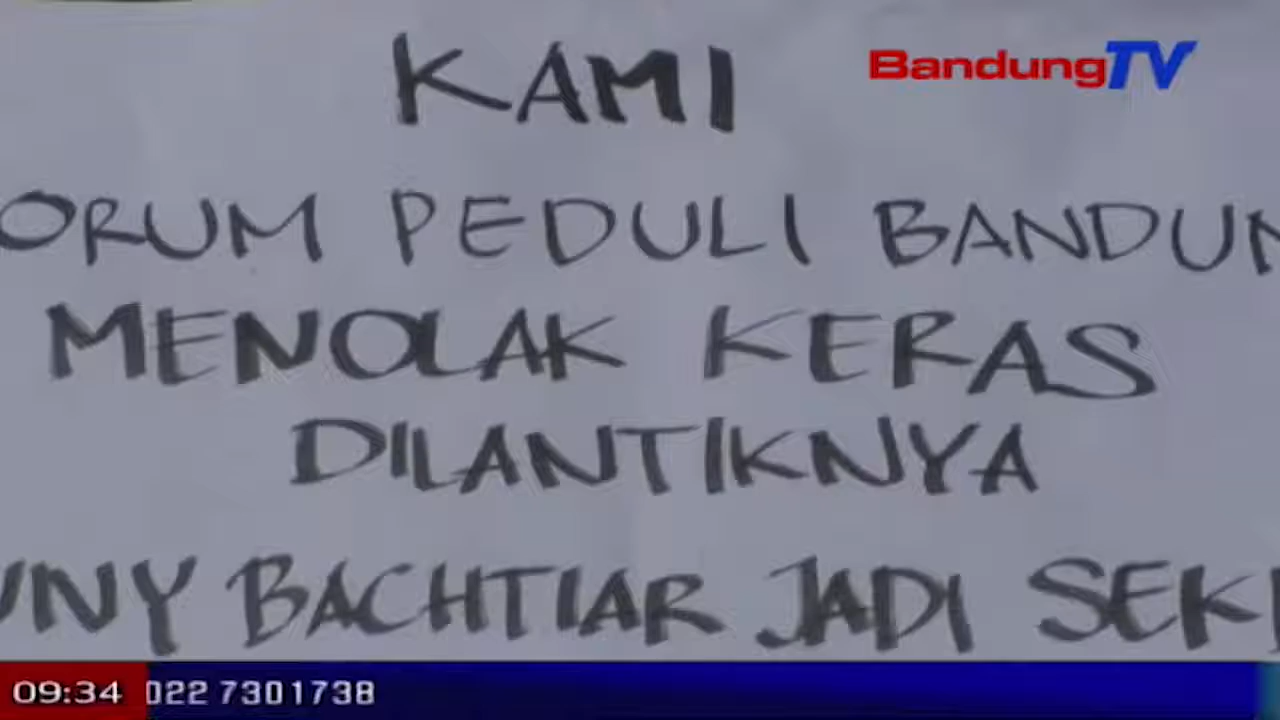 KAMI
BandungTV
ORUM PEDULI BANDUN
MENOLAK KERAS
DILANTIKNYA
UNY BACHTIAR JADI SEK
09:34 022 7301738